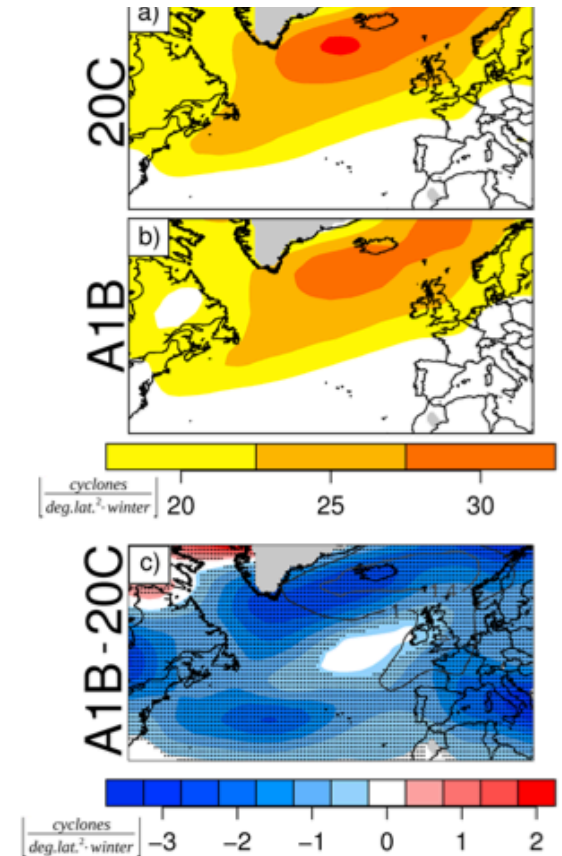 a)
20C
b)
A1B
cyclones
deg.lat.²·winter
20 25 30
c)
A1B-20C
cyclones
deg.lat.²·winter
-3 -2 -1 0 1 2